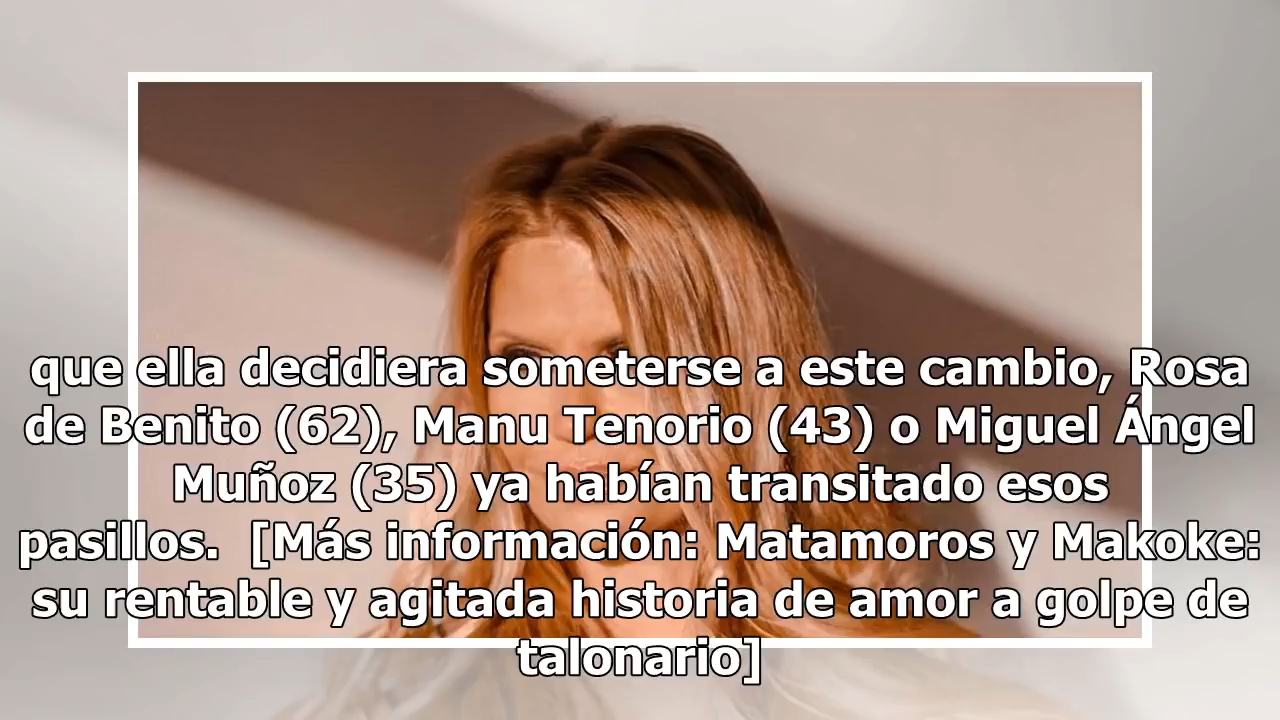 que ella decidiera someterse a este cambio, Rosa
de Benito (62), Manu Tenorio (43) o Miguel Ángel
Muñoz (35) ya habían transitado esos
pasillos.  [Más información: Matamoros y Makoke:
su rentable y agitada historia de amor a golpe de
talonario]